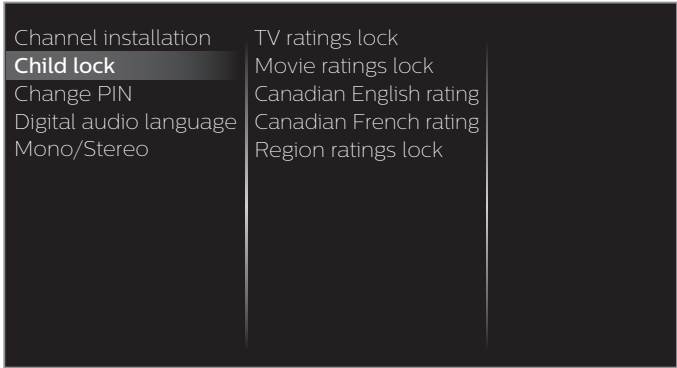 Channel installation
Child lock
Change PIN
Digital audio language
Mono/Stereo
TV ratings lock
Movie ratings lock
Canadian English rating
Canadian French rating
Region ratings lock